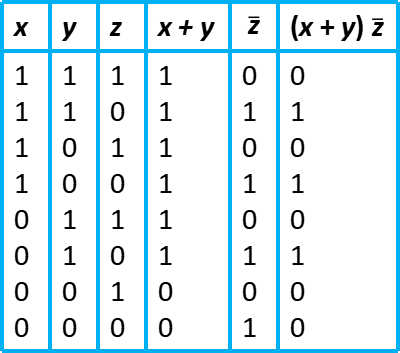 x y z x + y z̄ (x + y) z̄
1 1 1 1 0 0
1 1 0 1 1 1
1 0 1 1 0 0
1 0 0 1 1 1
0 1 1 1 0 0
0 1 0 1 1 1
0 0 1 0 0 0
0 0 0 0 1 0